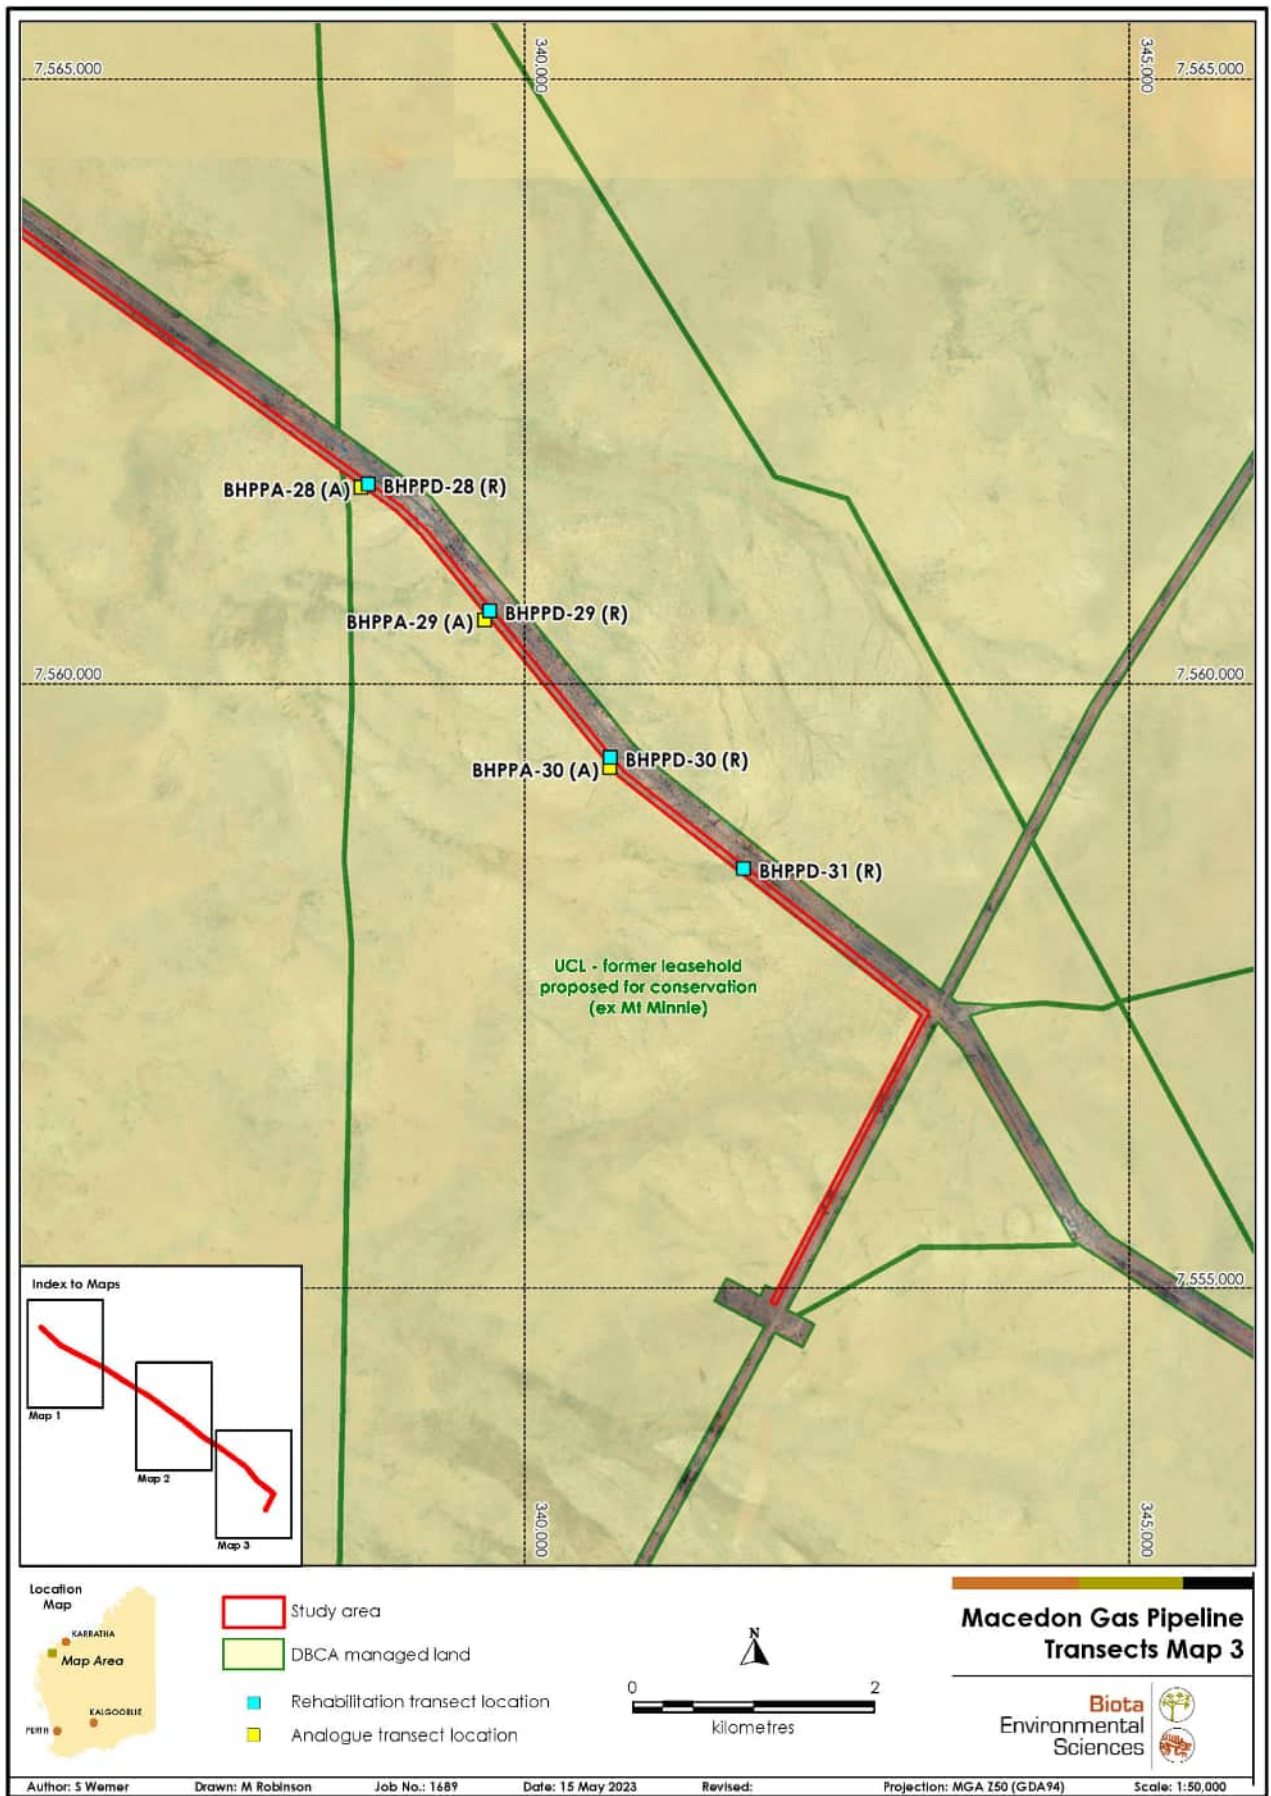 340,000
345,000
7,565,000
7,565,000
BHPPA-28 (A)
BHPPD-28 (R)
BHPPA-29 (A)
BHPPD-29 (R)
7,560,000
7,560,000
BHPPA-30 (A)
BHPPD-30 (R)
BHPPD-31 (R)
UCL - former leasehold
proposed for conservation
(ex Mt Minnie)
7,555,000
Index to Maps
Map 1
Map 2
Map 3
340,000
345,000
Location
Map
KARRATHA
Map Area
KALGOORLIE
PERTH
Study area
DBCA managed land
Rehabilitation transect location
Analogue transect location
N
0 2
kilometres
Macedon Gas Pipeline
Transects Map 3
Biota
Environmental
Sciences
Author: S Werner Drawn: M Robinson Job No.: 1689 Date: 15 May 2023 Revised: Projection: MGA Z50 (GDA94) Scale: 1:50,000